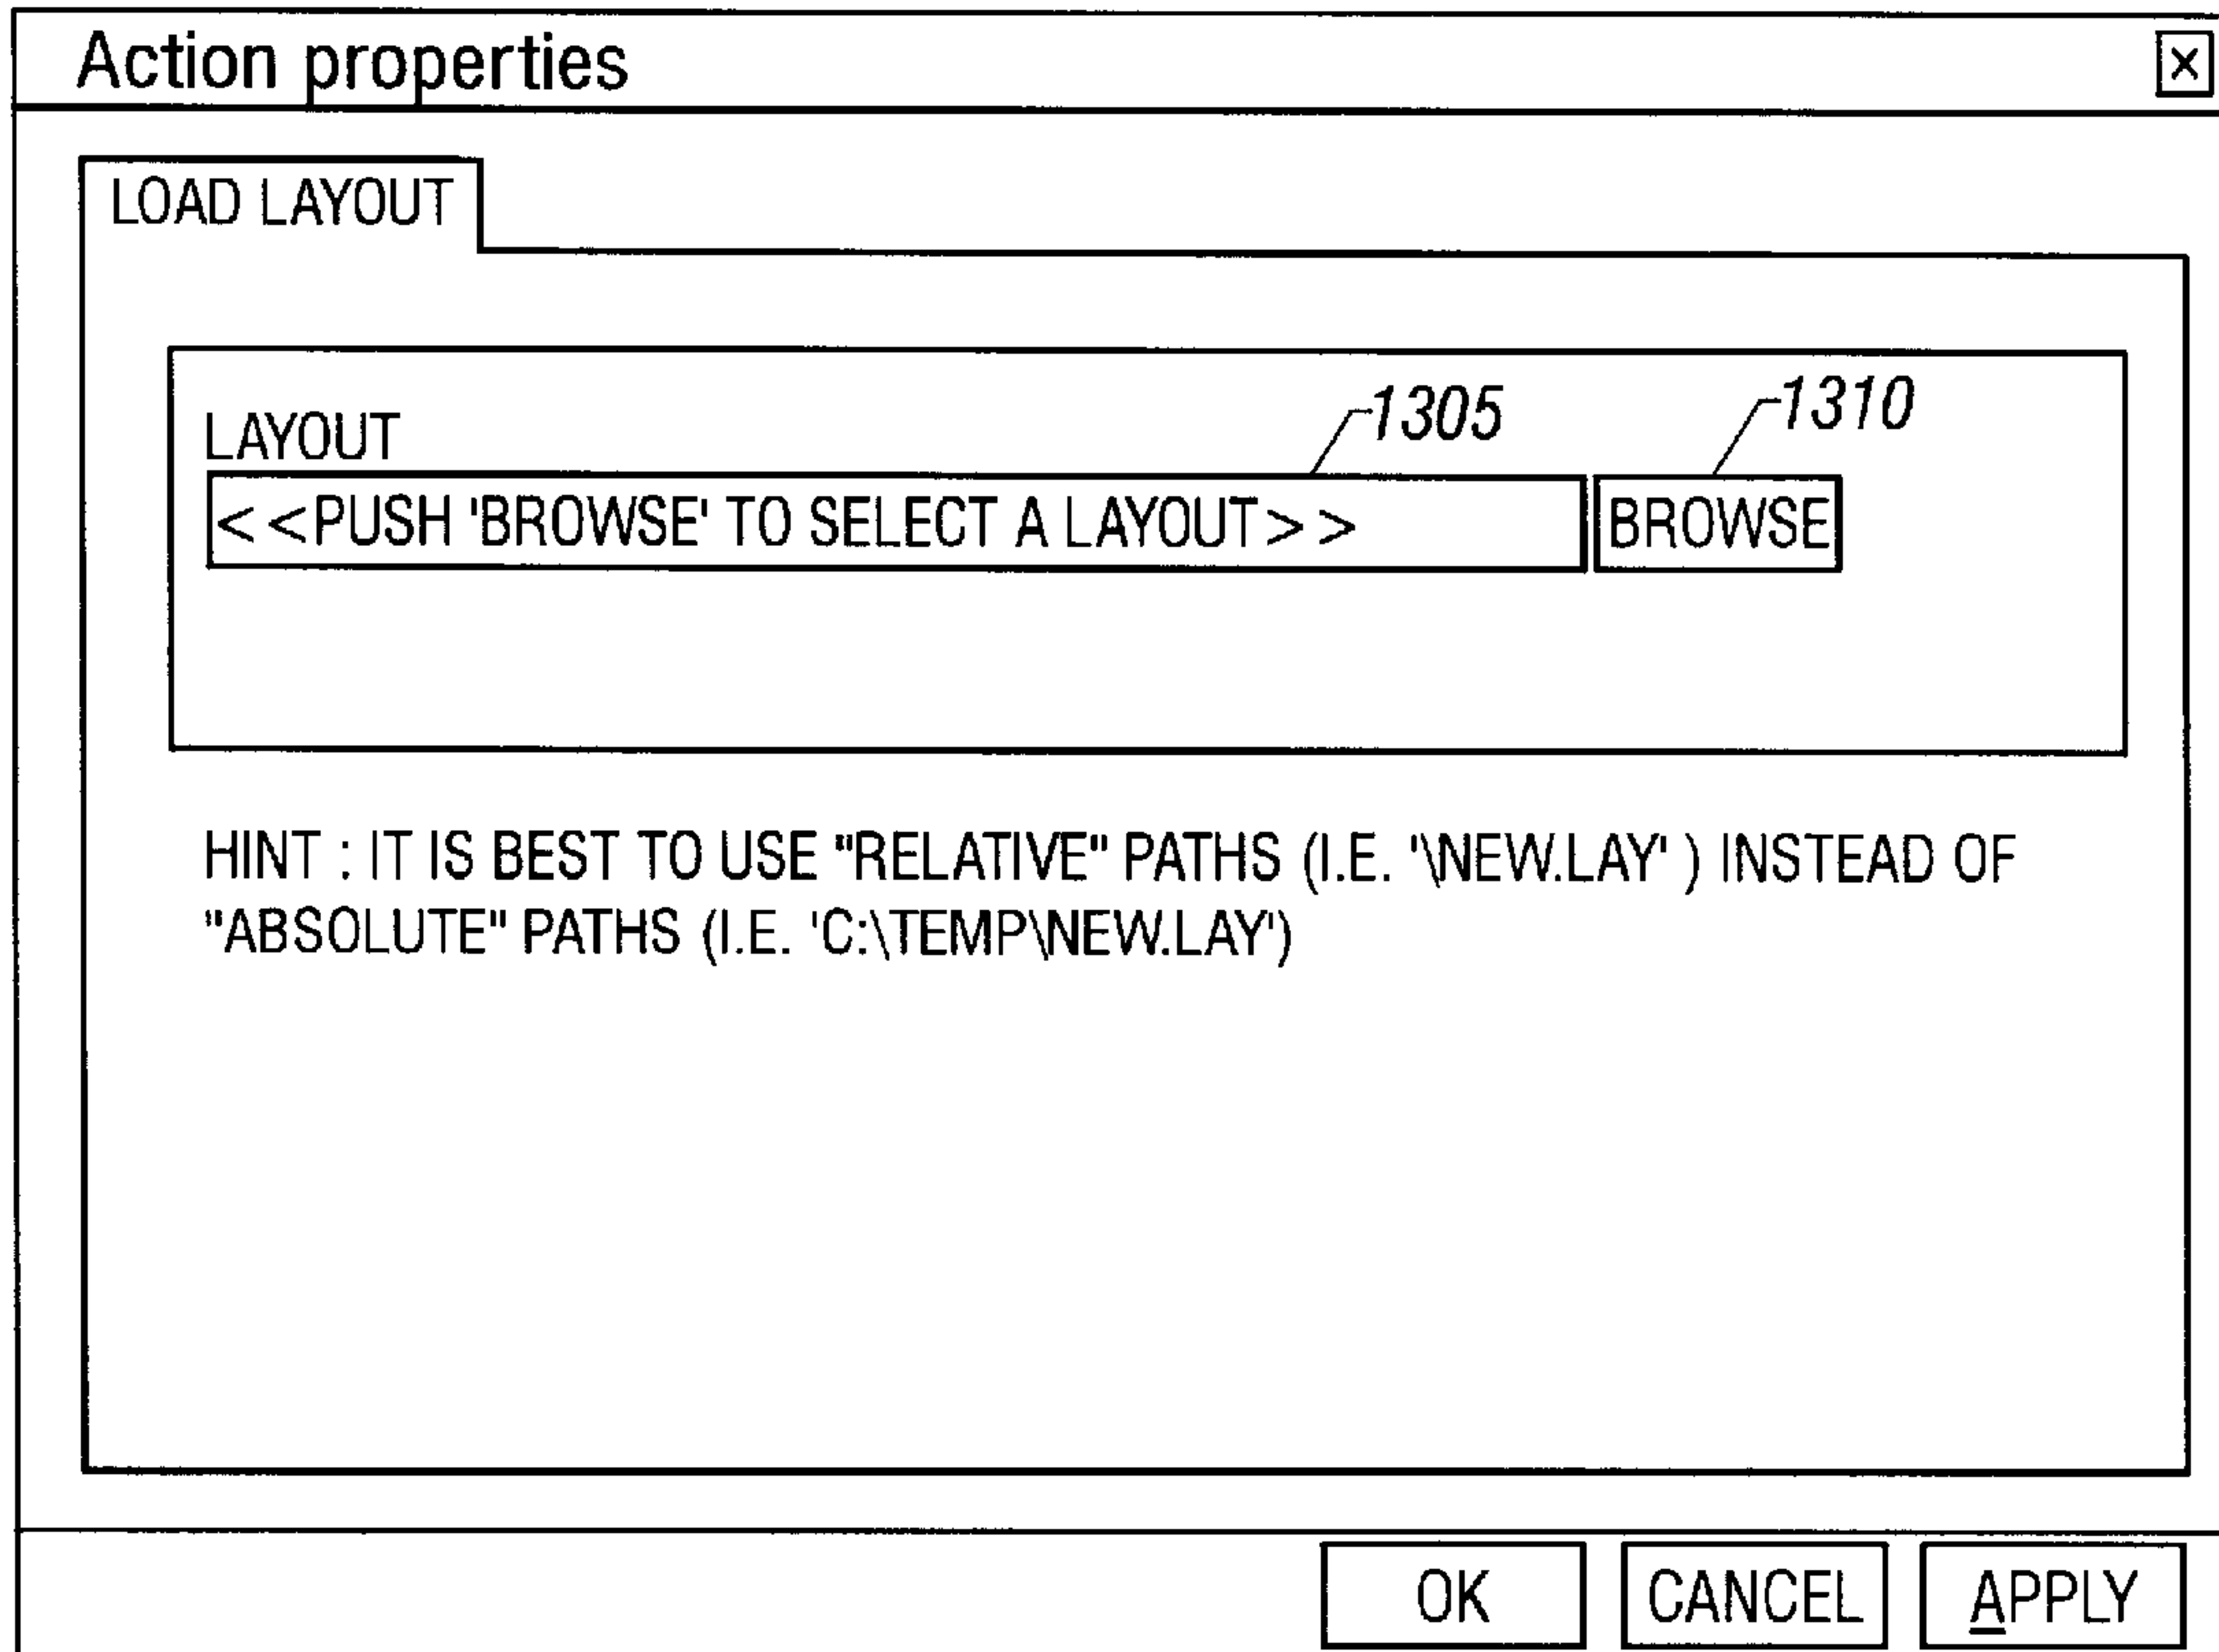 Action properties
X
LOAD LAYOUT
1305
1310
LAYOUT
<<PUSH 'BROWSE' TO SELECT A LAYOUT>>
BROWSE
HINT : IT IS BEST TO USE "RELATIVE" PATHS (I.E. '\NEW.LAY' ) INSTEAD OF
"ABSOLUTE" PATHS (I.E. 'C:\TEMP\NEW.LAY')
OK
CANCEL
APPLY